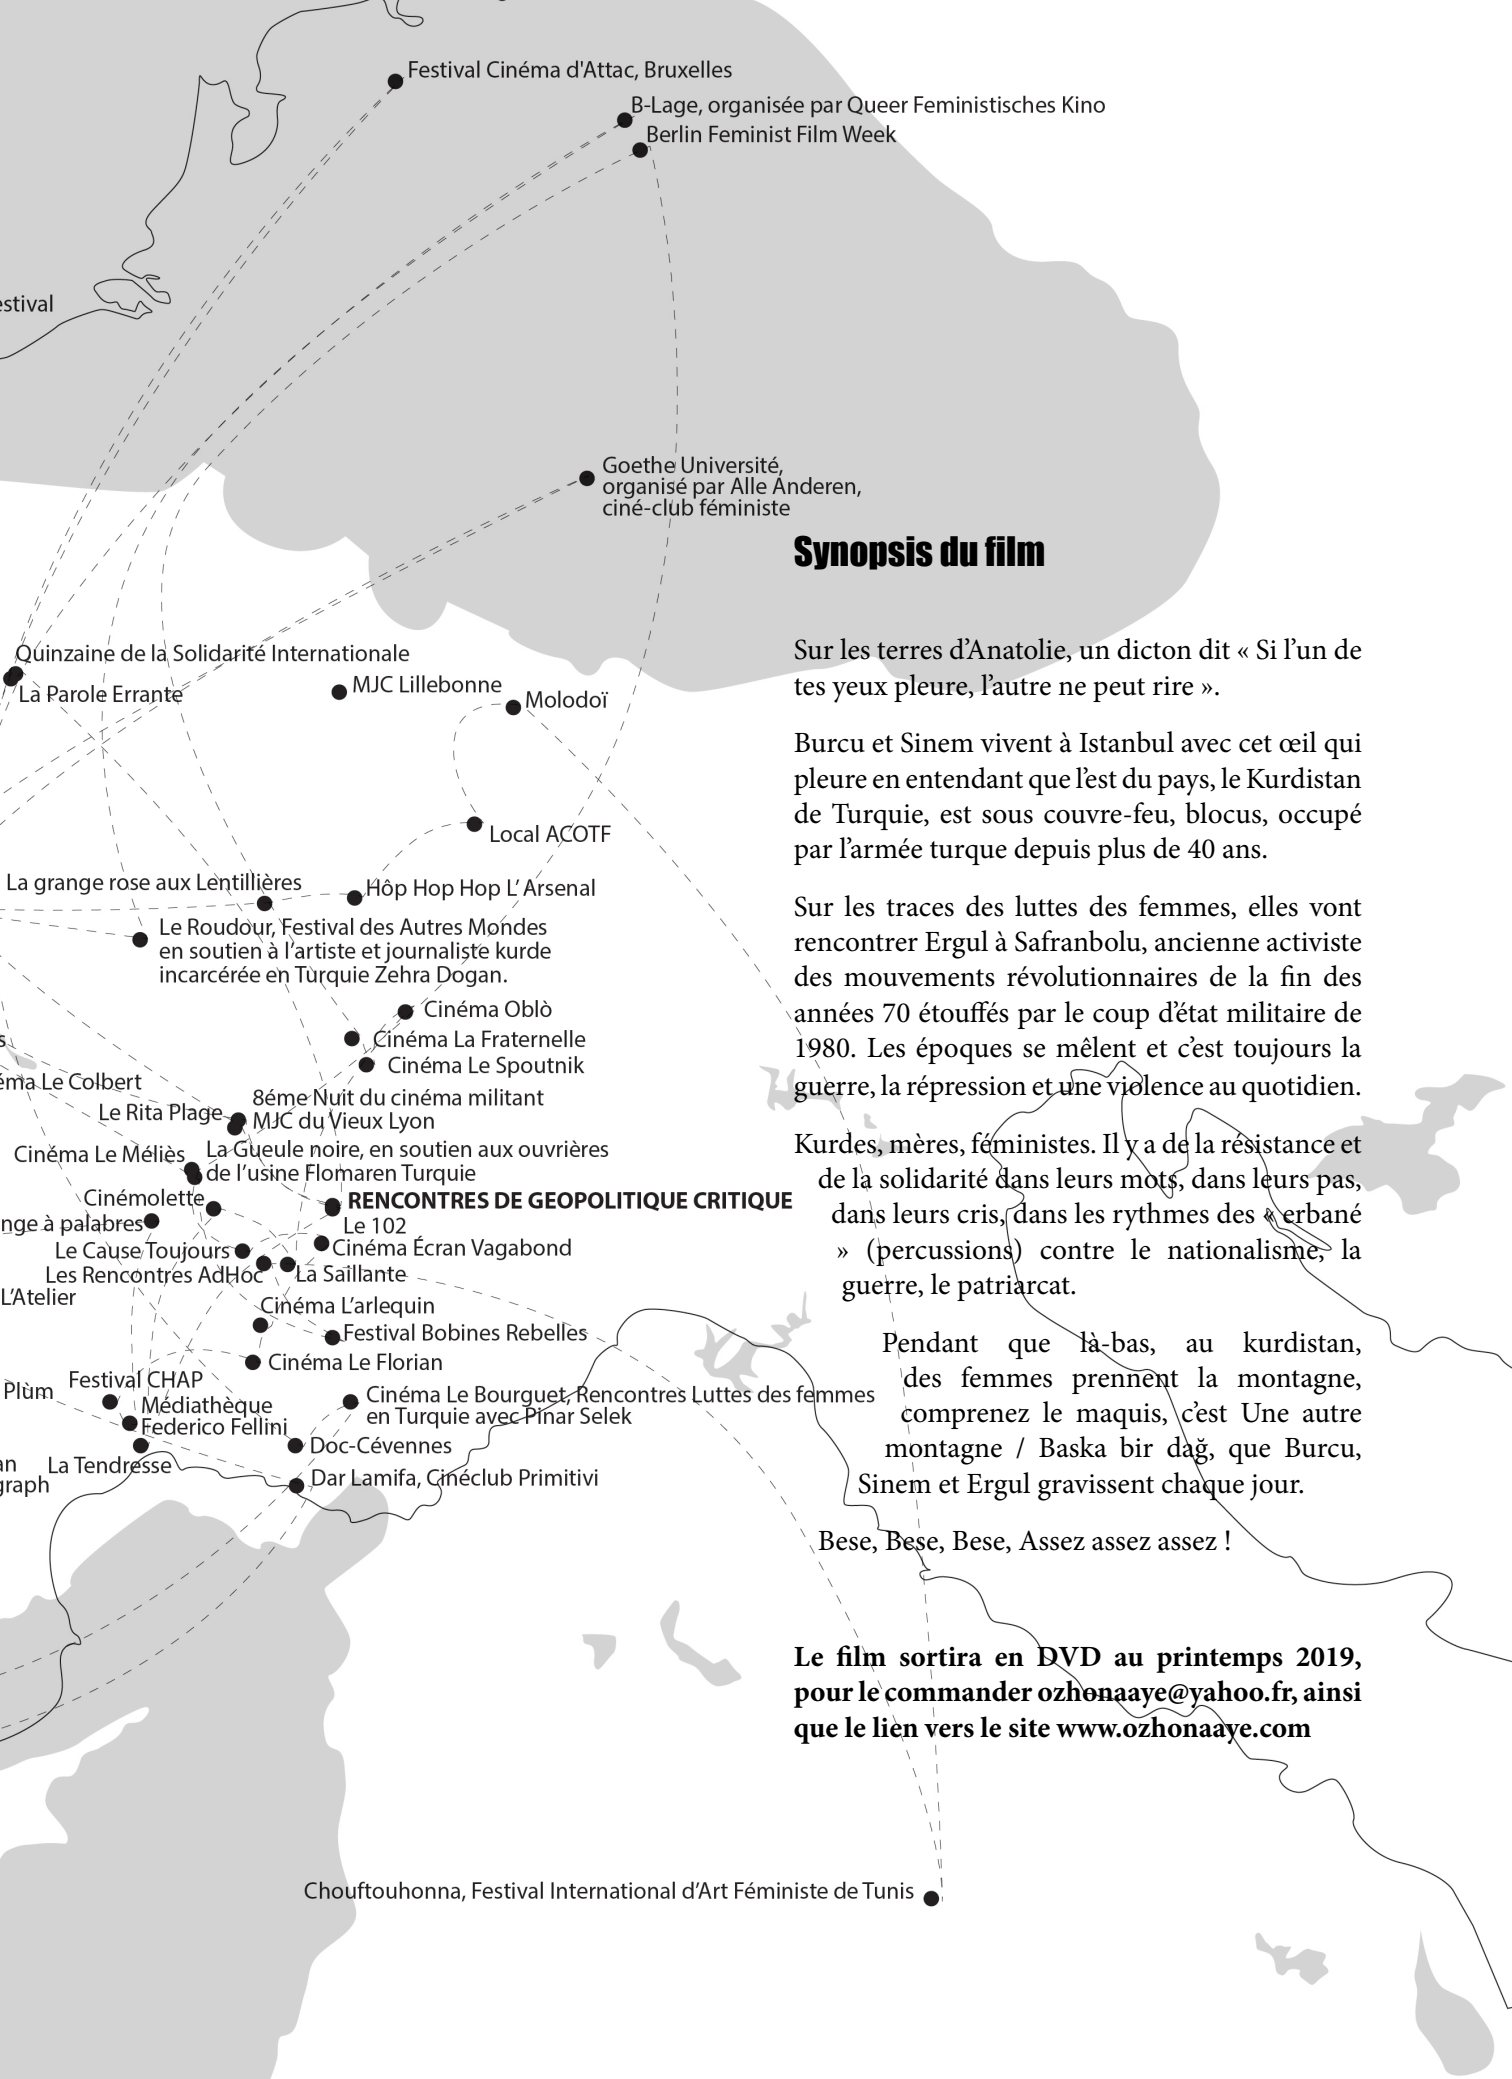 Festival Cinéma d'Attac, Bruxelles
B-Lage, organisée par Queer Feministisches Kino
Berlin Feminist Film Week
estival
Goethe Université,
organisé par Alle Anderen,
ciné-club féministe
Quinzaine de la Solidarité Internationale
La Parole Errante
MJC Lillebonne
Molodoï
Local ACOTF
La grange rose aux Lentillières
Hôp Hop Hop L' Arsenal
Le Roudour, Festival des Autres Mondes
en soutien à l'artiste et journaliste kurde
incarcérée en Turquie Zehra Dogan.
Cinéma Oblò
Cinéma La Fraternelle
s
Cinéma Le Spoutnik
éma Le Colbert
8éme Nuit du cinéma militant
Le Rita Plage
MJC du Vieux Lyon
Cinéma Le Méliès
La Gueule noire, en soutien aux ouvrières
de l'usine Flomaren Turquie
Cinémolette
RENCONTRES DE GEOPOLITIQUE CRITIQUE
nge à palabres
Le 102
Le Cause Toujours
Cinéma Écran Vagabond
Les Rencontres AdHoc
La Saillante
L'Atelier
Cinéma L'arlequin
Festival Bobines Rebelles
Cinéma Le Florian
Plùm
Festival CHAP
Médiathèque
Federico Fellini
Cinéma Le Bourguet, Rencontres Luttes des femmes
en Turquie avec Pinar Selek
Doc-Cévennes
an
graph
La Tendresse
Dar Lamifa, Cinéclub Primitivi
Chouftouhonna, Festival International d'Art Féministe de Tunis
Synopsis du film
Sur les terres d'Anatolie, un dicton dit « Si l'un de
tes yeux pleure, l'autre ne peut rire ».
Burcu et Sinem vivent à Istanbul avec cet œil qui
pleure en entendant que l'est du pays, le Kurdistan
de Turquie, est sous couvre-feu, blocus, occupé
par l'armée turque depuis plus de 40 ans.
Sur les traces des luttes des femmes, elles vont
rencontrer Ergul à Safranbolu, ancienne activiste
des mouvements révolutionnaires de la fin des
années 70 étouffés par le coup d'état militaire de
1980. Les époques se mêlent et c'est toujours la
guerre, la répression et une violence au quotidien.
Kurdes, mères, féministes. Il y a de la résistance et
de la solidarité dans leurs mots, dans leurs pas,
dans leurs cris, dans les rythmes des « erbané
» (percussions) contre le nationalisme, la
guerre, le patriarcat.
Pendant que là-bas, au kurdistan,
des femmes prennent la montagne,
comprenez le maquis, c'est Une autre
montagne / Baska bir dağ, que Burcu,
Sinem et Ergul gravissent chaque jour.
Bese, Bese, Bese, Assez assez assez !
Le film sortira en DVD au printemps 2019,
pour le commander ozhonaaye@yahoo.fr, ainsi
que le lien vers le site www.ozhonaaye.com